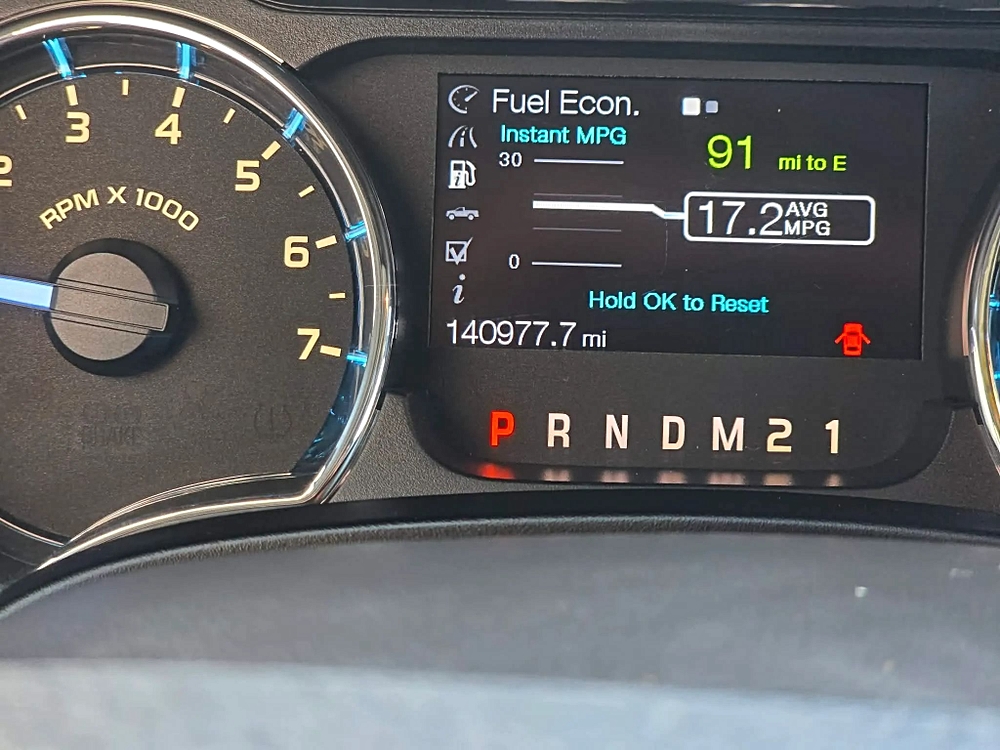 2 3 4 5 6 7
RPM X 1000
Fuel Econ.
Instant MPG
30
91 mi to E
17.2 AVG MPG
0
i
Hold OK to Reset
140977.7 mi
P R N D M 2 1